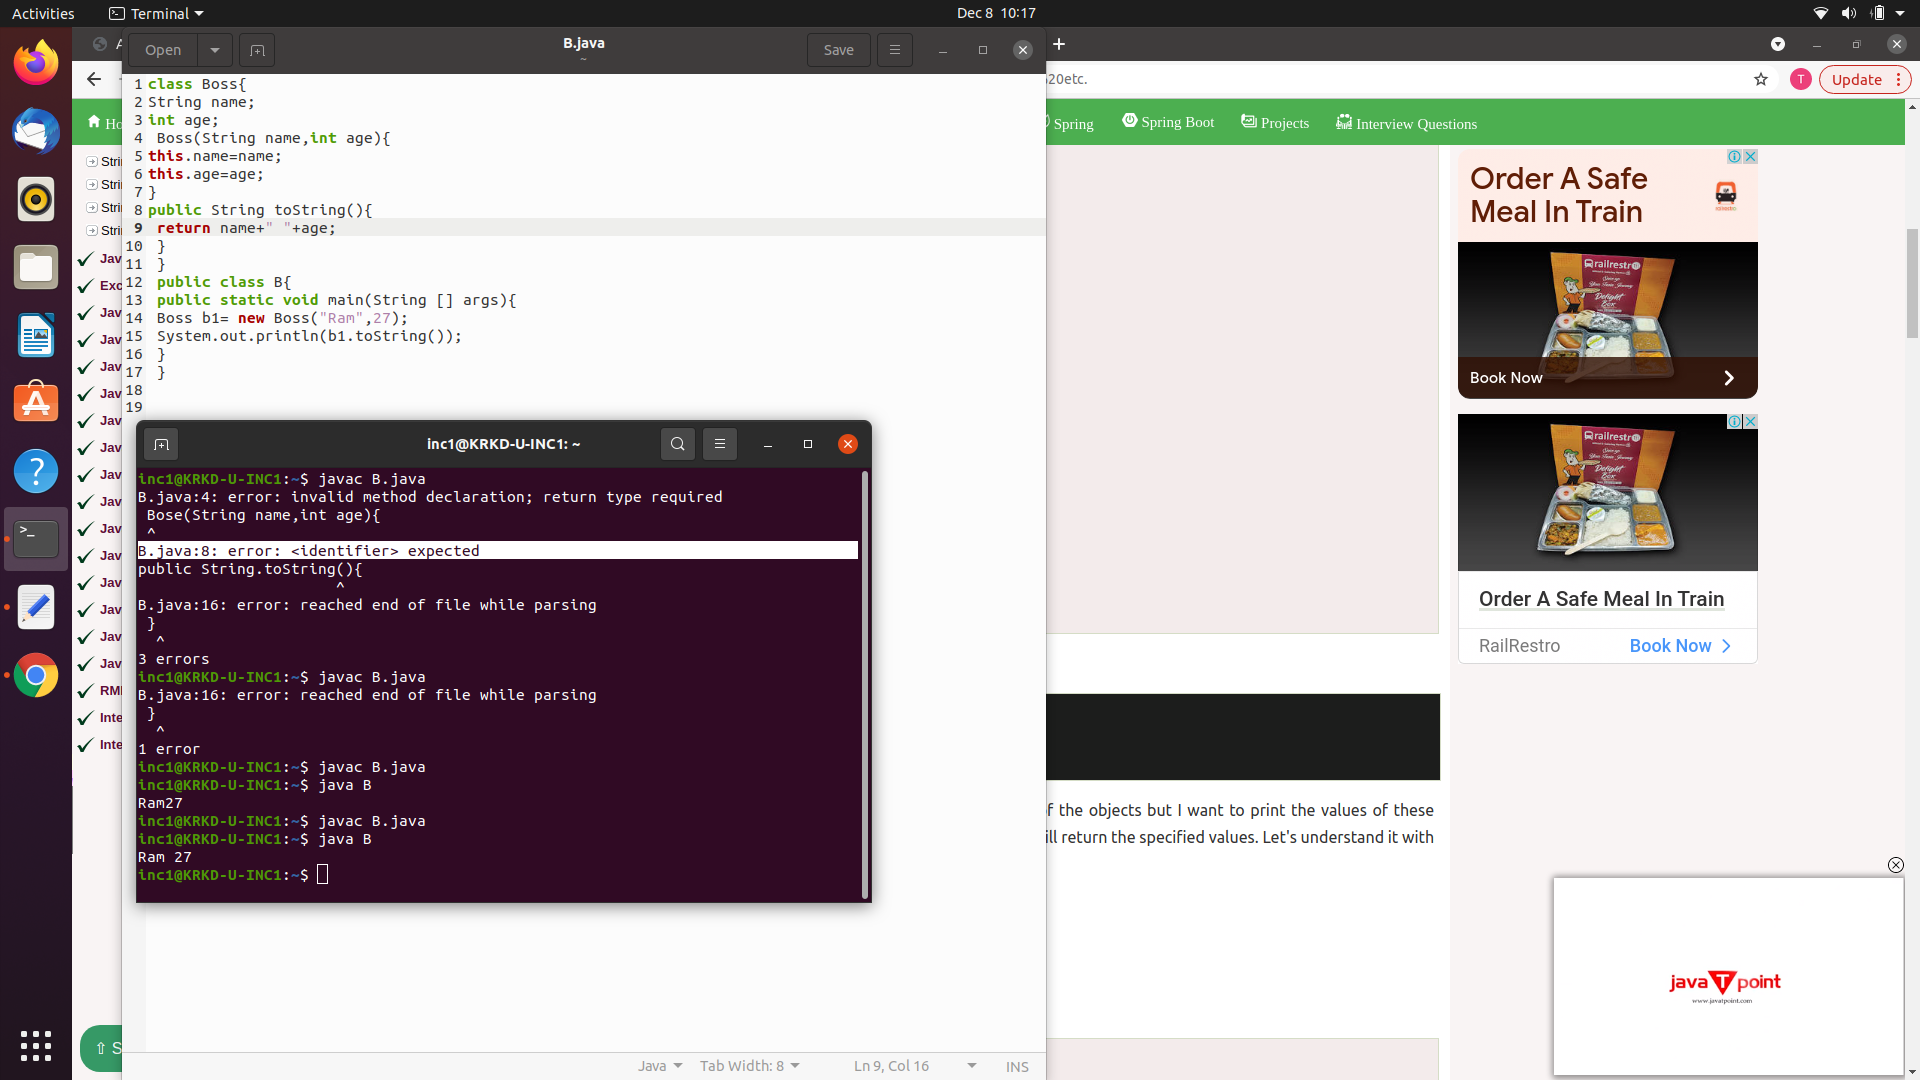 Activities
Terminal
Dec 8 10:17
Open
B.java
~
Save
20etc.
T
Update
Spring
Spring Boot
Projects
Interview Questions
1 class Boss{
2 String name;
3 int age;
4  Boss(String name,int age){
5 this.name=name;
6 this.age=age;
7 }
8 public String toString(){
9  return name+" "+age;
10  }
11  }
12  public class B{
13  public static void main(String [] args){
14  Boss b1= new Boss("Ram",27);
15  System.out.println(b1.toString());
16  }
17  }
18
19
inc1@KRKD-U-INC1: ~
inc1@KRKD-U-INC1:~$ javac B.java
B.java:4: error: invalid method declaration; return type required
 Bose(String name,int age){
 ^
B.java:8: error: <identifier> expected
public String.toString(){
^
B.java:16: error: reached end of file while parsing
 }
  ^
3 errors
inc1@KRKD-U-INC1:~$ javac B.java
B.java:16: error: reached end of file while parsing
 }
  ^
1 error
inc1@KRKD-U-INC1:~$ javac B.java
inc1@KRKD-U-INC1:~$ java B
Ram27
inc1@KRKD-U-INC1:~$ javac B.java
inc1@KRKD-U-INC1:~$ java B
Ram 27
inc1@KRKD-U-INC1:~$
Java
Tab Width: 8
Ln 9, Col 16
INS
Ho
Stri
Stri
Stri
Stri
Jav
Exc
Jav
Jav
Jav
Jav
Jav
Jav
Jav
Jav
Jav
Jav
Jav
Jav
Jav
Jav
RMI
Inte
Inte
S
f the objects but I want to print the values of these
ill return the specified values. Let's understand it with
Order A Safe
Meal In Train
railrestro
Delight
Box
Book Now
railrestro
Delight
Box
Order A Safe Meal In Train
RailRestro
Book Now
java T point
www.javatpoint.com